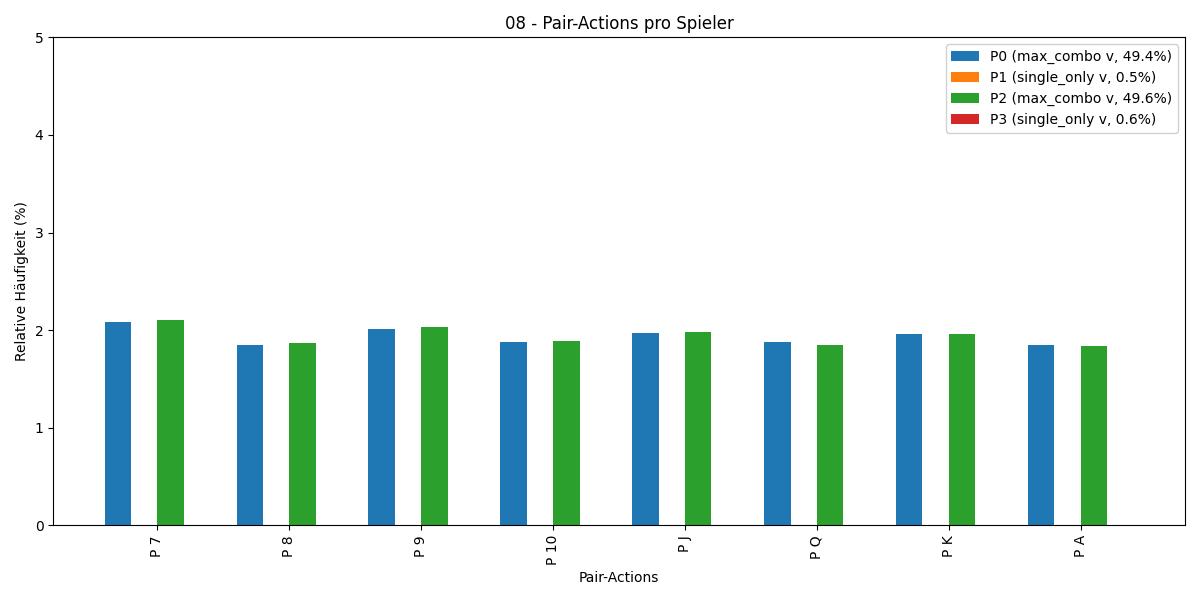 08 - Pair-Actions pro Spieler
P0 (max_combo v, 49.4%)
P1 (single_only v, 0.5%)
P2 (max_combo v, 49.6%)
P3 (single_only v, 0.6%)
Relative Häufigkeit (%)
5
4
3
2
1
0
P 7
P 8
P 9
P 10
P J
P Q
P K
P A
Pair-Actions